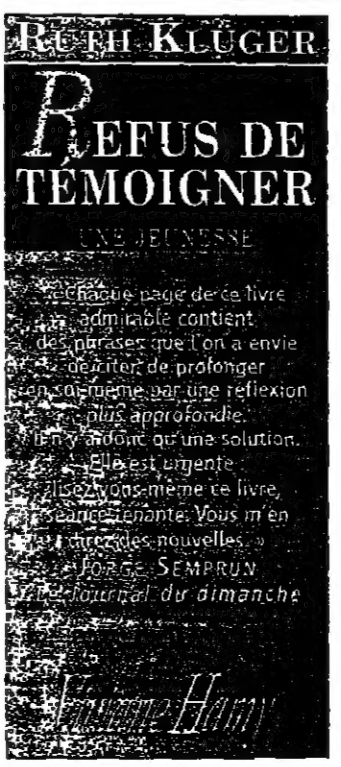 RUTH KLÜGER
REFUS DE
TÉMOIGNER
UNE JEUNESSE
« Chaque page de ce livre
admirable contient
des phrases que l'on a envie
de citer, de prolonger
en soi-même par une réflexion
plus approfondie.
Il n'y a donc qu'une solution.
Elle est urgente :
lisez vous-même ce livre,
séance tenante. Vous m'en
direz des nouvelles. »
JORGE SEMPRUN
Le Journal du dimanche
Viviane Hamy